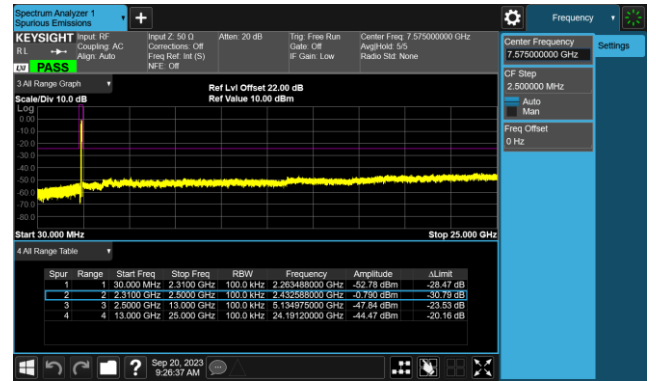 Spectrum Analyzer 1
Spurious Emissions
Frequency
KEYSIGHT
RL
Input: RF
Coupling: AC
Align: Auto
Input Z: 50 Ω
Corrections: Off
Freq Ref: Int (S)
NFE: Off
Atten: 20 dB
Trig: Free Run
Gate: Off
IF Gain: Low
Center Freq: 7.575000000 GHz
Avg|Hold: 5/5
Radio Std: None
LXI PASS
Center Frequency
7.575000000 GHz
Settings
CF Step
2.500000 MHz
Auto
Man
Freq Offset
0 Hz
3 All Range Graph
Scale/Div 10.0 dB
Ref Lvl Offset 22.00 dB
Ref Value 10.00 dBm
Log
0.00
-10.0
-20.0
-30.0
-40.0
-50.0
-60.0
-70.0
-80.0
Start 30.000 MHz
Stop 25.000 GHz
4 All Range Table
Spur Range Start Freq Stop Freq RBW Frequency Amplitude ΔLimit
1 1 30.000 MHz 2.3100 GHz 100.0 kHz 2.263488000 GHz -52.78 dBm -28.47 dB
2 2 2.3100 GHz 2.5000 GHz 100.0 kHz 2.432588000 GHz -0.790 dBm -30.79 dB
3 3 2.5000 GHz 13.000 GHz 100.0 kHz 5.134975000 GHz -47.84 dBm -23.53 dB
4 4 13.000 GHz 25.000 GHz 100.0 kHz 24.19120000 GHz -44.47 dBm -20.16 dB
Sep 20, 2023
9:26:37 AM